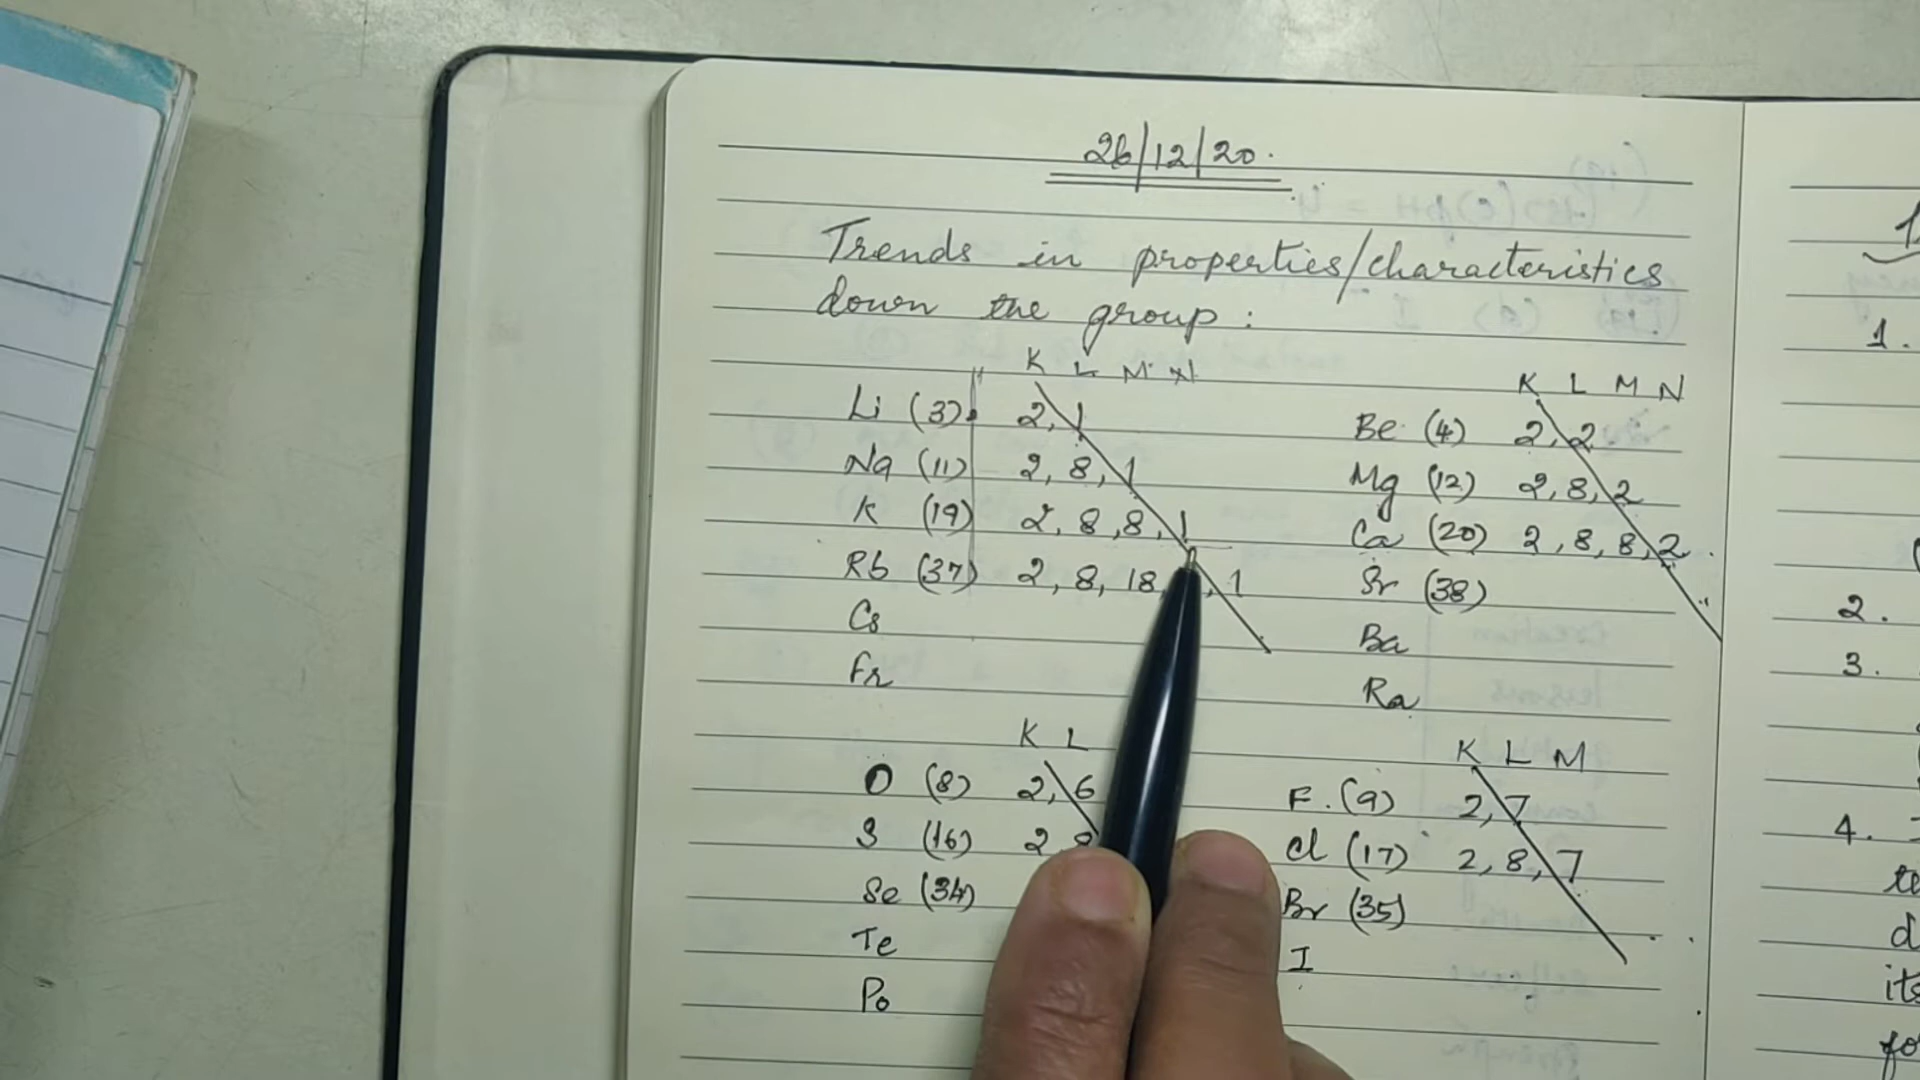 26/12/20.
Trends in properties/characteristics
down the group:
K L M N
Li (3) 2, 1
Na (11) 2, 8, 1
K (19) 2, 8, 8, 1
Rb (37) 2, 8, 18, , 1
Cs
Fr
K L M N
Be (4) 2, 2
Mg (12) 2, 8, 2
Ca (20) 2, 8, 8, 2
Sr (38)
Ba
Ra
K L
O (8) 2, 6
S (16) 2 8
Se (34)
Te
Po
K L M
F (9) 2, 7
Cl (17) 2, 8, 7
Br (35)
I
1.
2.
3.
4.